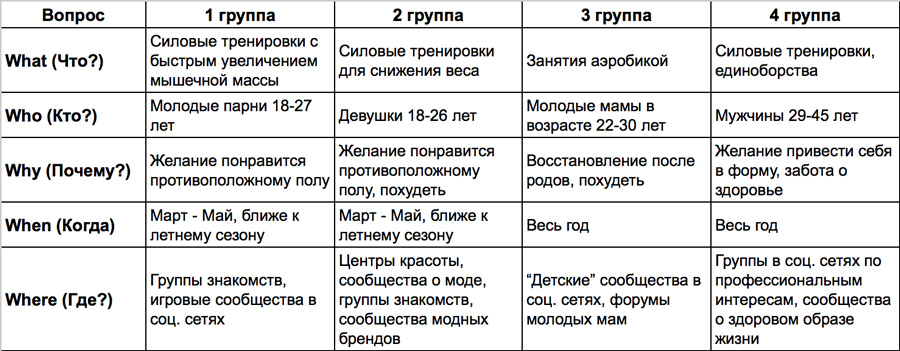 Вопрос
1 группа
2 группа
3 группа
4 группа
What (Что?)
Силовые тренировки с
быстрым увеличением
мышечной массы
Силовые тренировки
для снижения веса
Занятия аэробикой
Силовые тренировки,
единоборства
Who (Кто?)
Молодые парни 18-27
лет
Девушки 18-26 лет
Молодые мамы в
возрасте 22-30 лет
Мужчины 29-45 лет
Why (Почему?)
Желание понравится
противоположному полу
Желание понравится
противоположному
полу, похудеть
Восстановление после
родов, похудеть
Желание привести себя
в форму, забота о
здоровье
When (Когда)
Март - Май, ближе к
летнему сезону
Март - Май, ближе к
летнему сезону
Весь год
Весь год
Where (Где?)
Группы знакомств,
игровые сообщества в
соц. сетях
Центры красоты,
сообщества о моде,
группы знакомств,
сообщества модных
брендов
“Детские” сообщества в
соц. сетях, форумы
молодых мам
Группы в соц. сетях по
профессиональным
интересам, сообщества
о здоровом образе
жизни